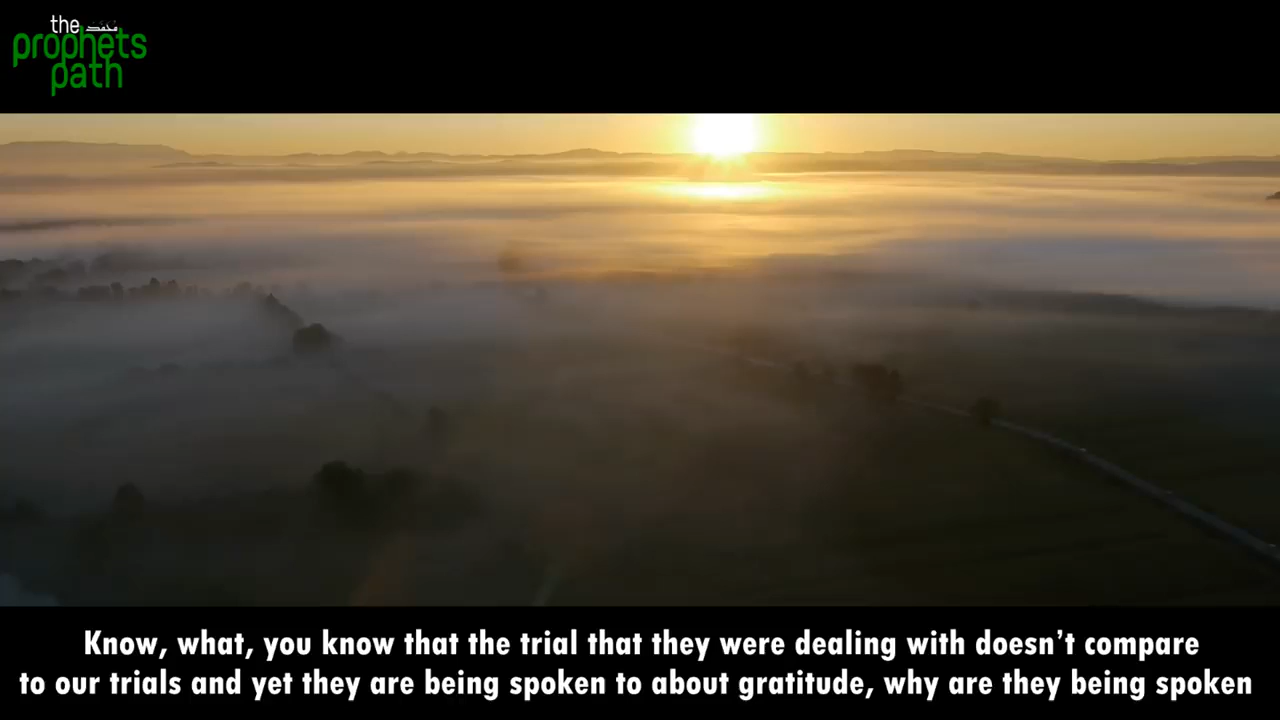 the محمد
prophets
path
Know, what, you know that the trial that they were dealing with doesn’t compare
to our trials and yet they are being spoken to about gratitude, why are they being spoken